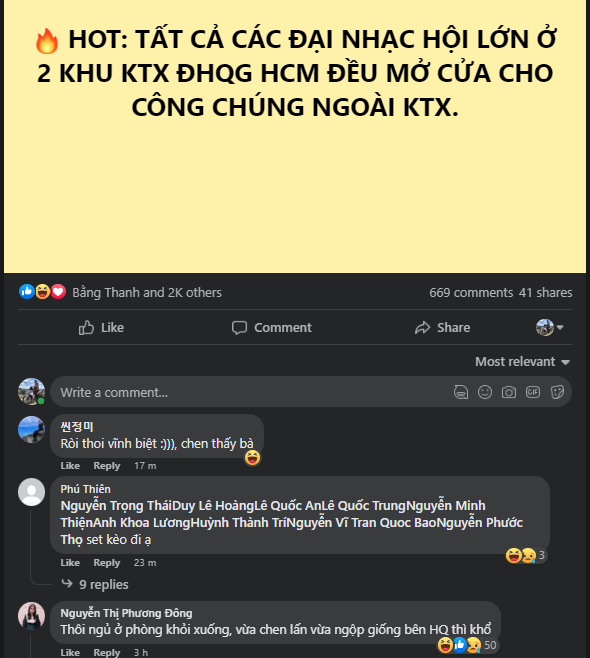 🔥 HOT: TẤT CẢ CÁC ĐẠI NHẠC HỘI LỚN Ở
2 KHU KTX ĐHQG HCM ĐỀU MỞ CỬA CHO
CÔNG CHÚNG NGOÀI KTX.
Bằng Thanh and 2K others 669 comments 41 shares
Like Comment Share
Most relevant
Write a comment... GIF
씬정미
Ròi thoi vĩnh biệt :))), chen thấy bà
Like Reply 17 m
Phú Thiên
Nguyễn Trọng TháiDuy Lê HoàngLê Quốc AnLê Quốc TrungNguyễn Minh
ThiệnAnh Khoa LươngHuỳnh Thành TríNguyễn Vĩ Tran Quoc BaoNguyễn Phước
Thọ set kèo đi ạ
3
Like Reply 23 m
9 replies
Nguyễn Thị Phương Đông
Thôi ngủ ở phòng khỏi xuống, vừa chen lấn vừa ngộp giống bên HQ thì khổ
50
Like Reply 3 h